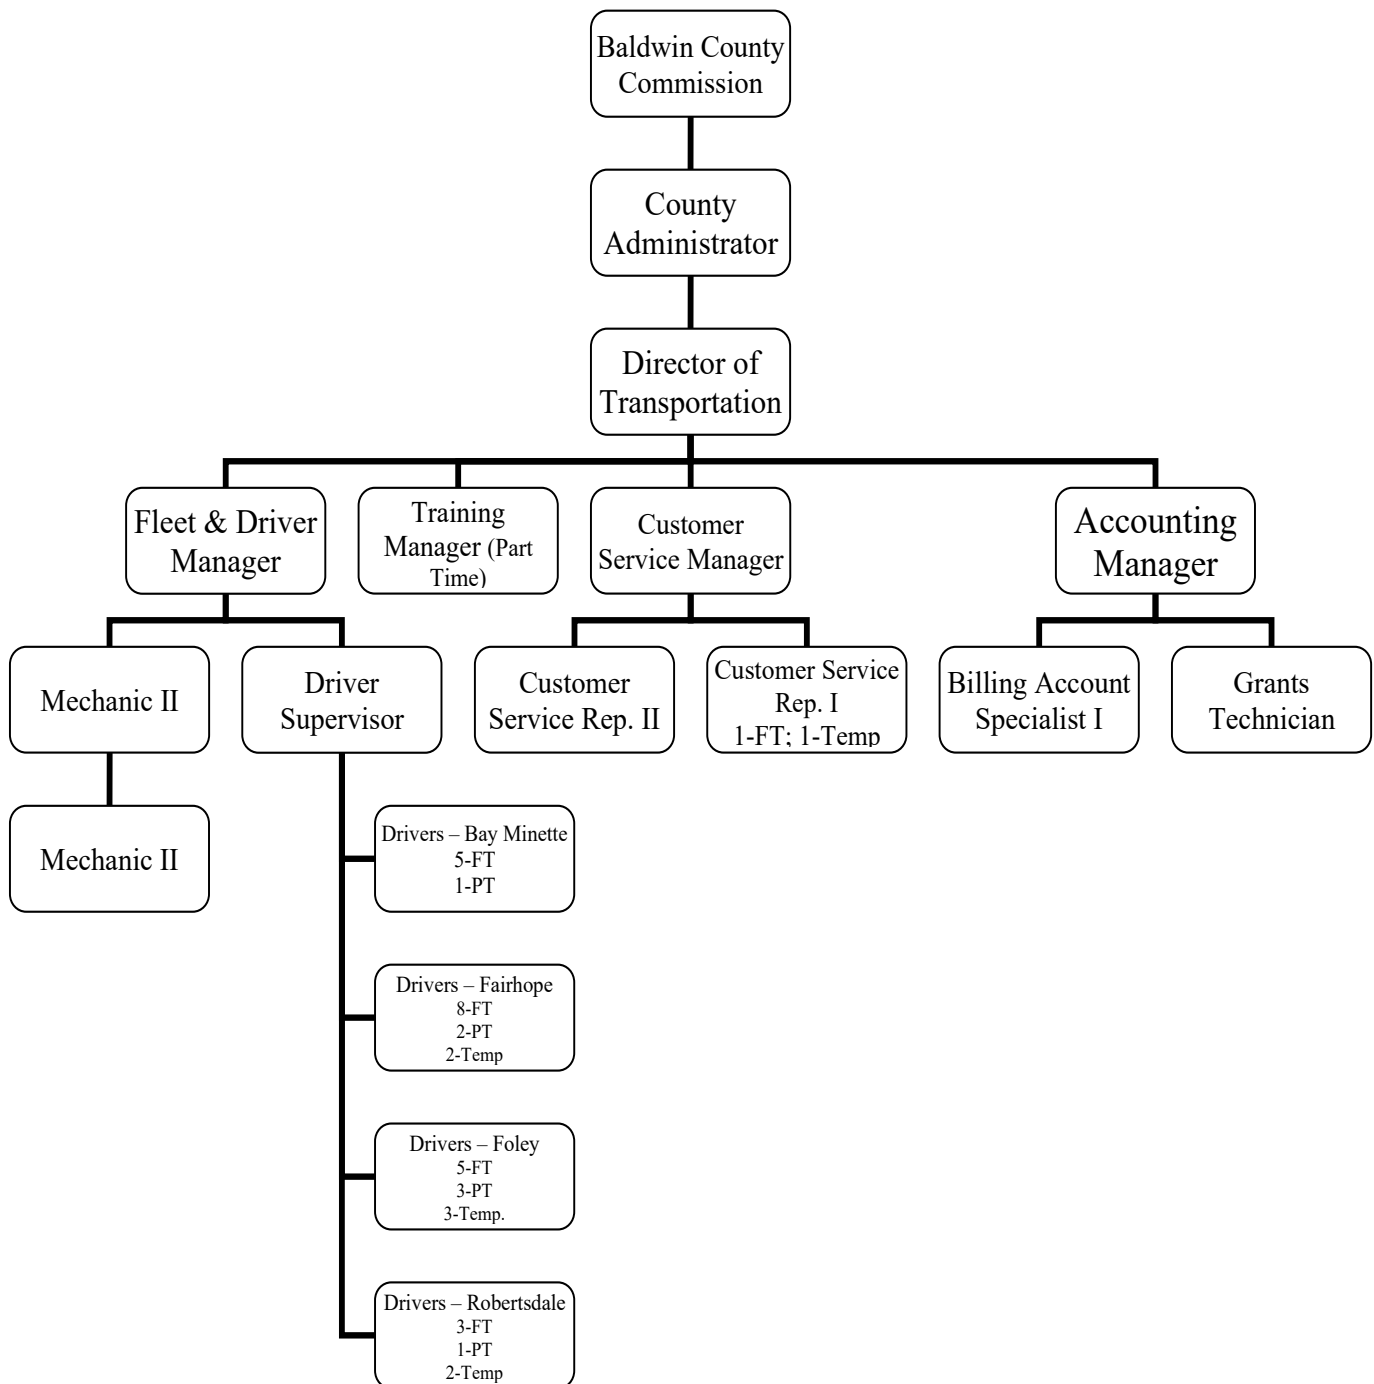 Baldwin County
Commission
County
Administrator
Director of
Transportation
Fleet & Driver
Manager
Training
Manager (Part
Time)
Customer
Service Manager
Accounting
Manager
Mechanic II
Driver
Supervisor
Customer
Service Rep. II
Customer Service
Rep. I
1-FT; 1-Temp
Billing Account
Specialist I
Grants
Technician
Mechanic II
Drivers – Bay Minette
5-FT
1-PT
Drivers – Fairhope
8-FT
2-PT
2-Temp
Drivers – Foley
5-FT
3-PT
3-Temp.
Drivers – Robertsdale
3-FT
1-PT
2-Temp